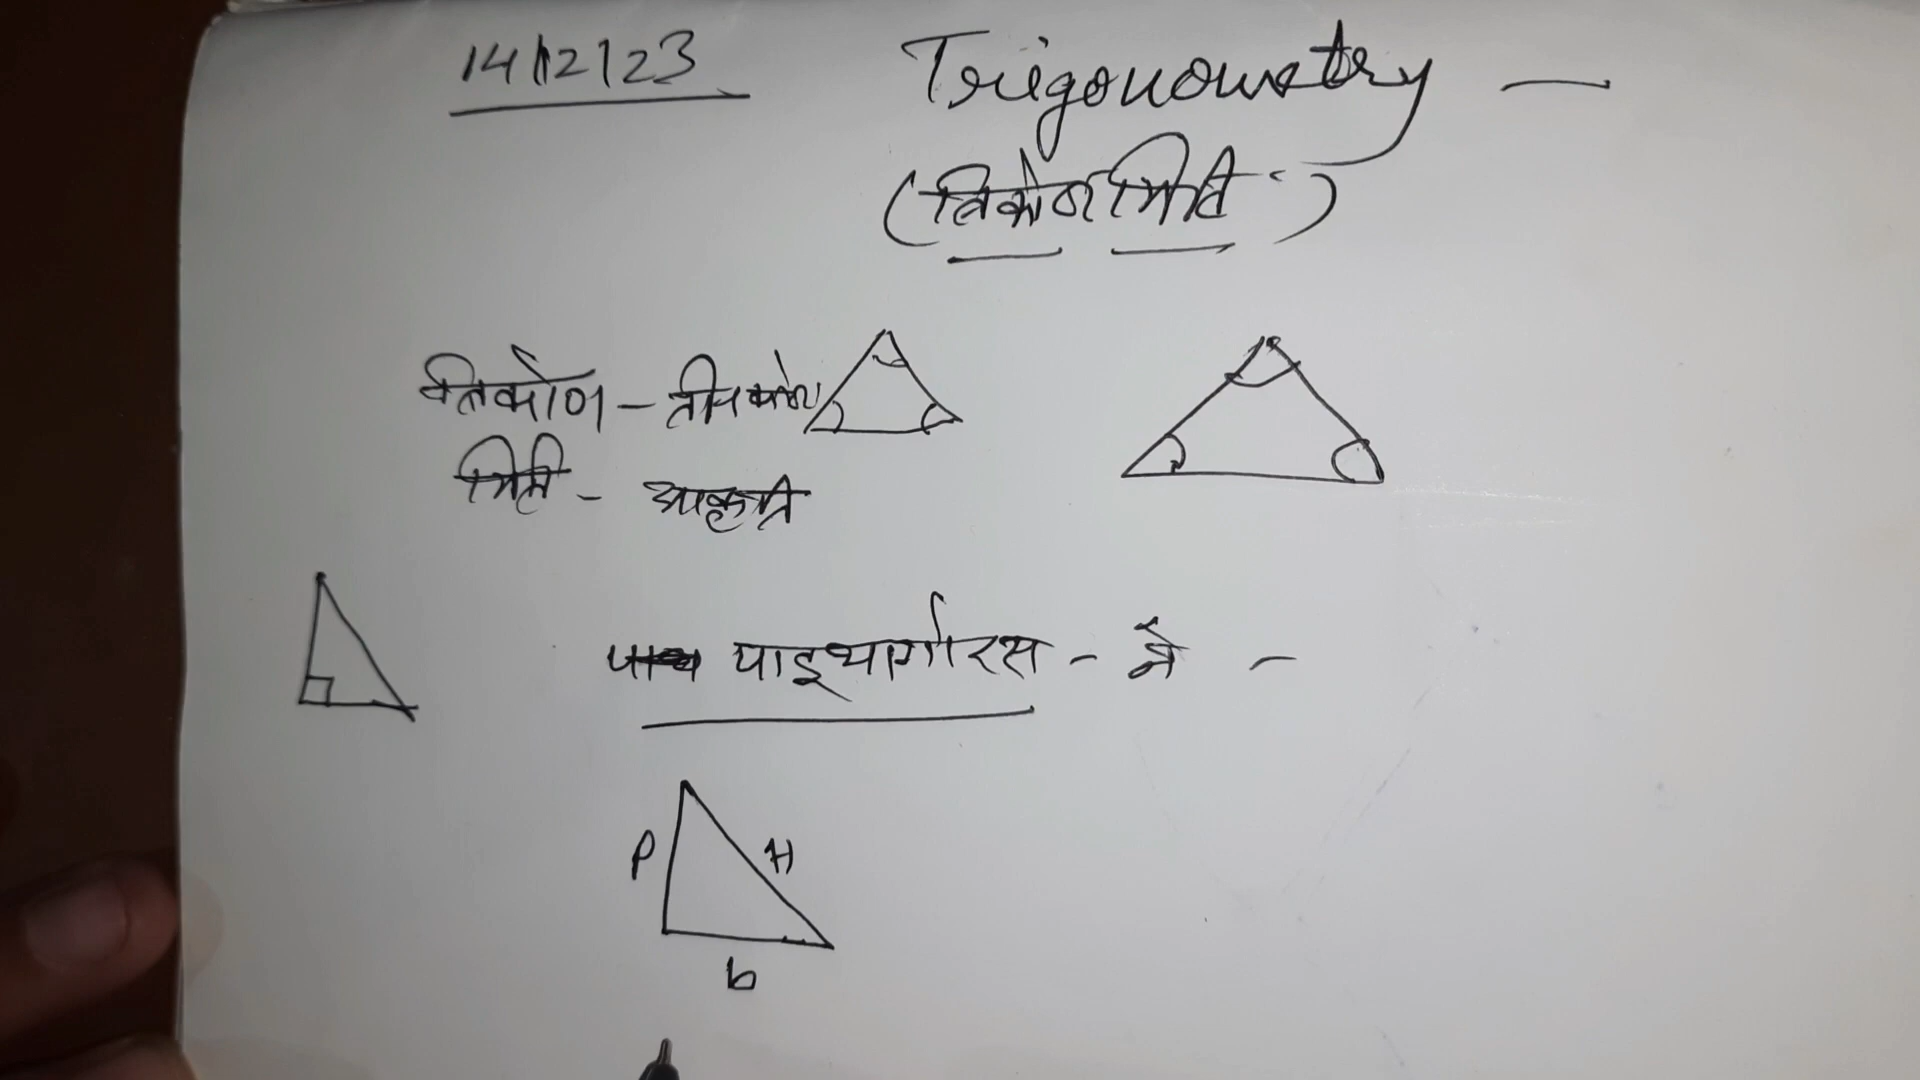 14/12/23 Trigonometry —
(त्रिकोणमिति)
त्रिकोण – तीन कोण
मिति - आकृति
पाइथागोरस - ने -
P
H
b